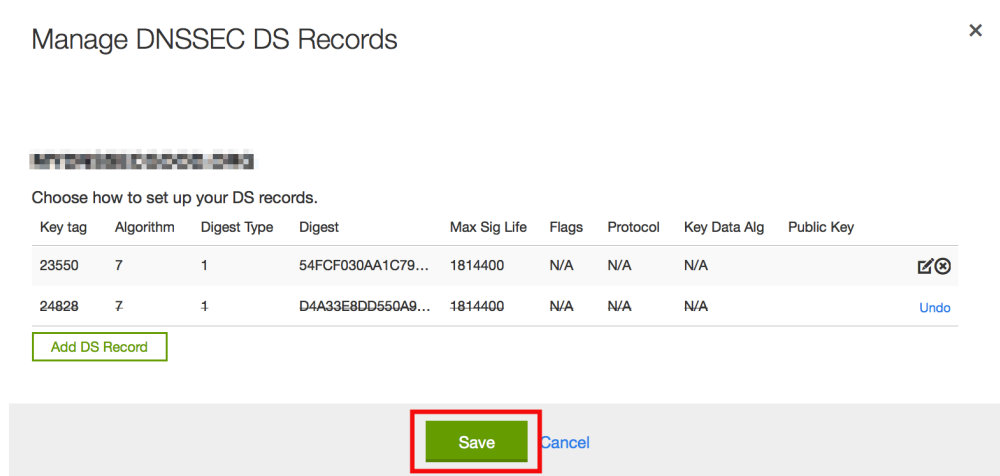 Manage DNSSEC DS Records
Choose how to set up your DS records.
Key tag Algorithm Digest Type Digest Max Sig Life Flags Protocol Key Data Alg Public Key
23550 7 1 54FCF030AA1C79... 1814400 N/A N/A N/A
24828 7 1 D4A33E8DD550A9... 1814400 N/A N/A N/A Undo
Add DS Record
Save Cancel